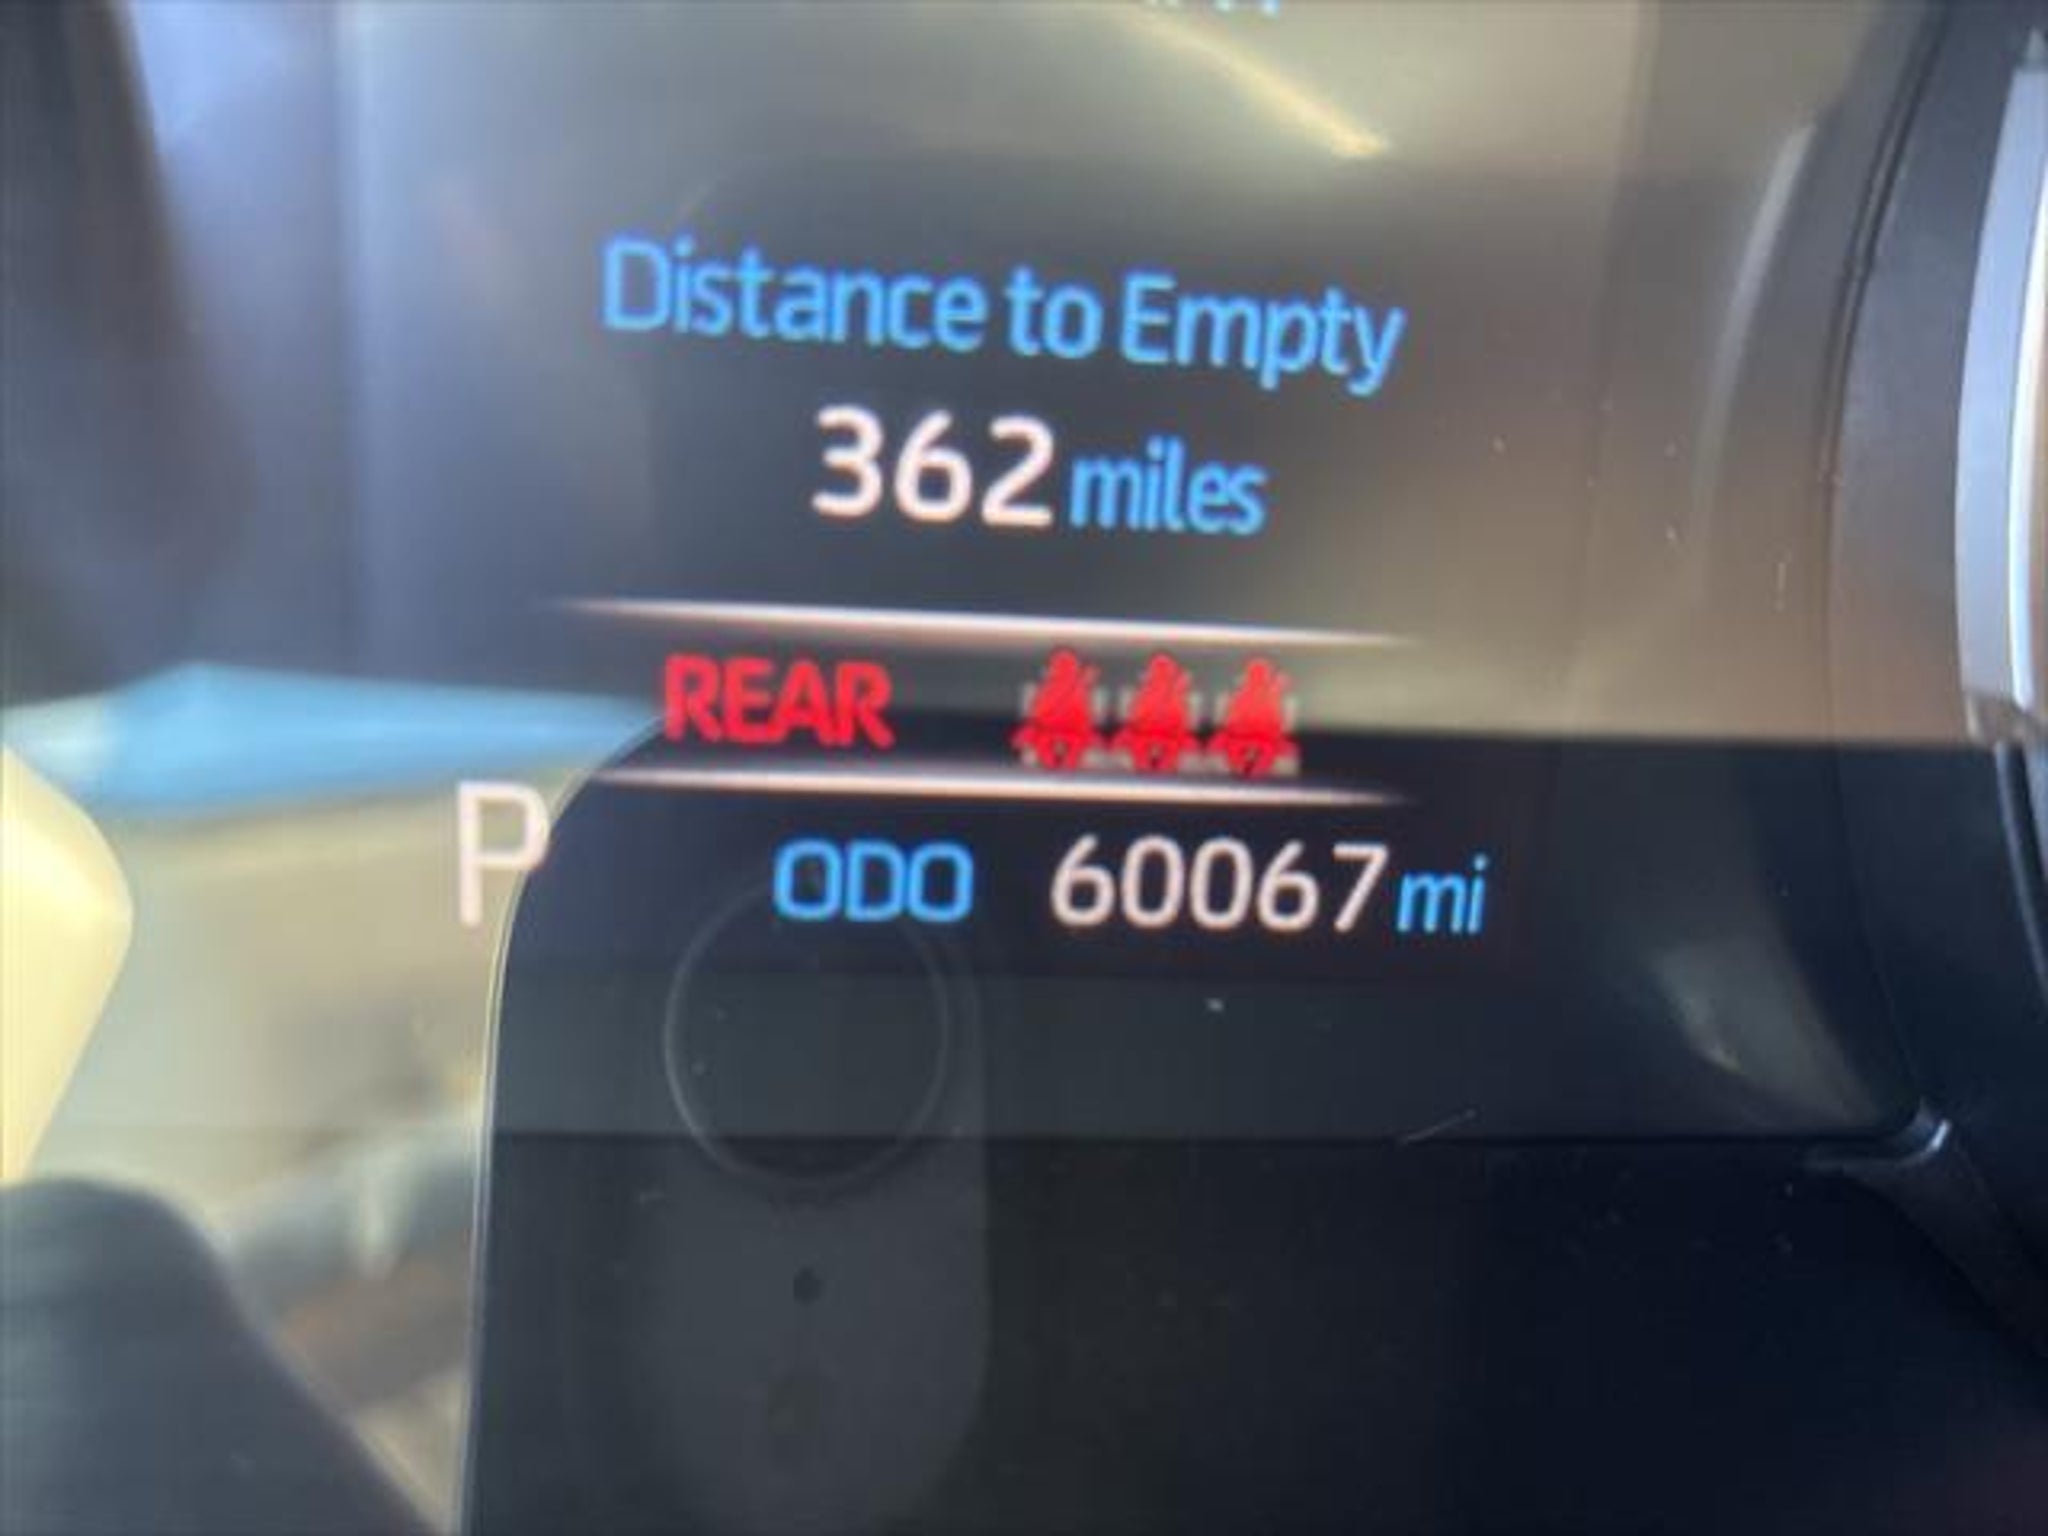 Distance to Empty
362 miles
REAR
P
ODO 60067 mi